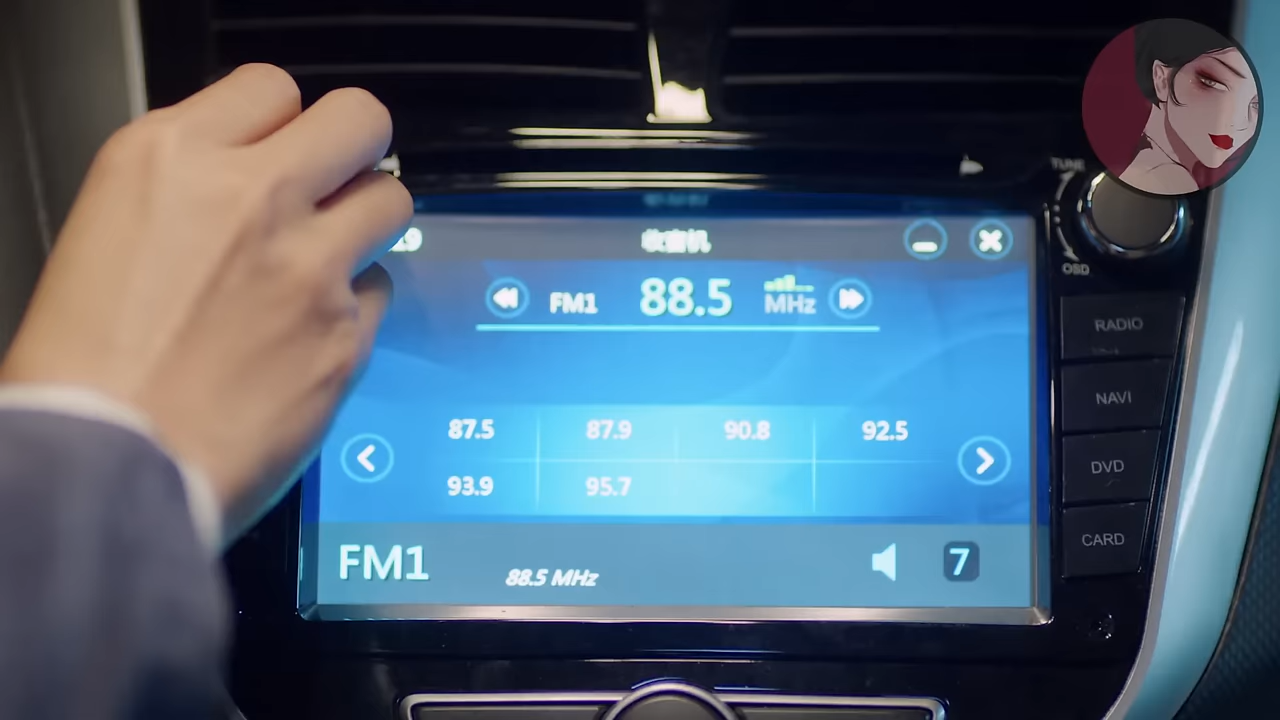 TUNE
19 收音机
FM1 88.5 MHz
OSD
RADIO
NAVI
87.5 87.9 90.8 92.5
DVD
93.9 95.7
CARD
FM1 88.5 MHz 7